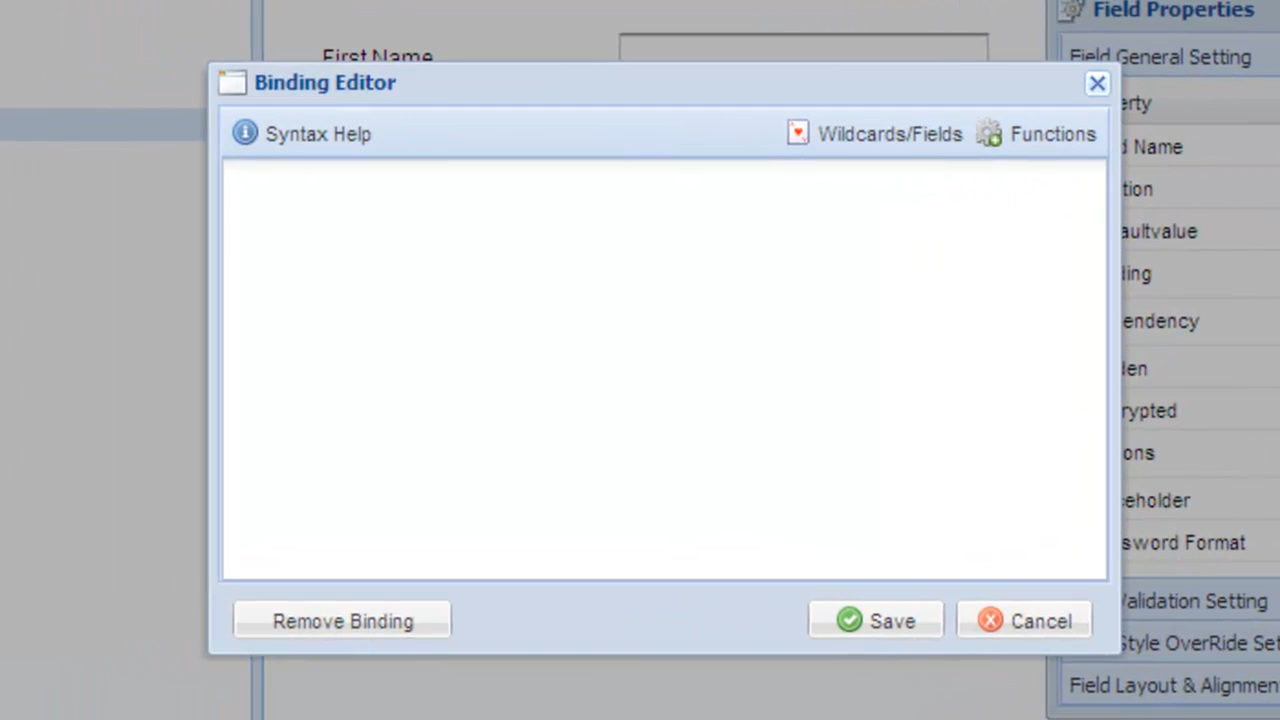 Field Properties
First Name
Field General Setting
Binding Editor
Syntax Help
Wildcards/Fields
Functions
erty
d Name
tion
aultvalue
ding
endency
den
rypted
ons
ceholder
sword Format
Validation Setting
Style OverRide Set
Field Layout & Alignmen
Remove Binding
Save
Cancel